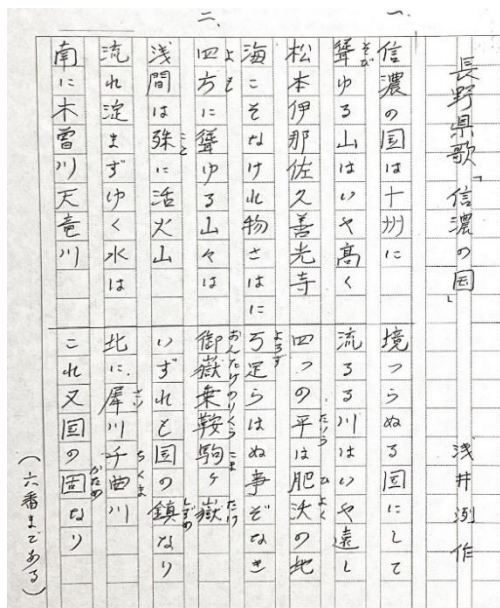 長野県歌「信濃の国」
浅井洌 作
一、
信濃の国は十州に 境つらぬる国にして
聳ゆる山はいや高く 流るる川はいや遠し
松本伊那佐久善光寺 四つの平は肥沃の地
海こそなけれ物さはに 万足らはぬ事ぞなき
二、
四方に聳ゆる山々は 御嶽乗鞍駒ヶ嶽
浅間は殊に活火山 いずれも国の鎮なり
流れ淀まずゆく水は 北に犀川千曲川
南に木曽川天竜川 これ又国の固なり
(六番まである)